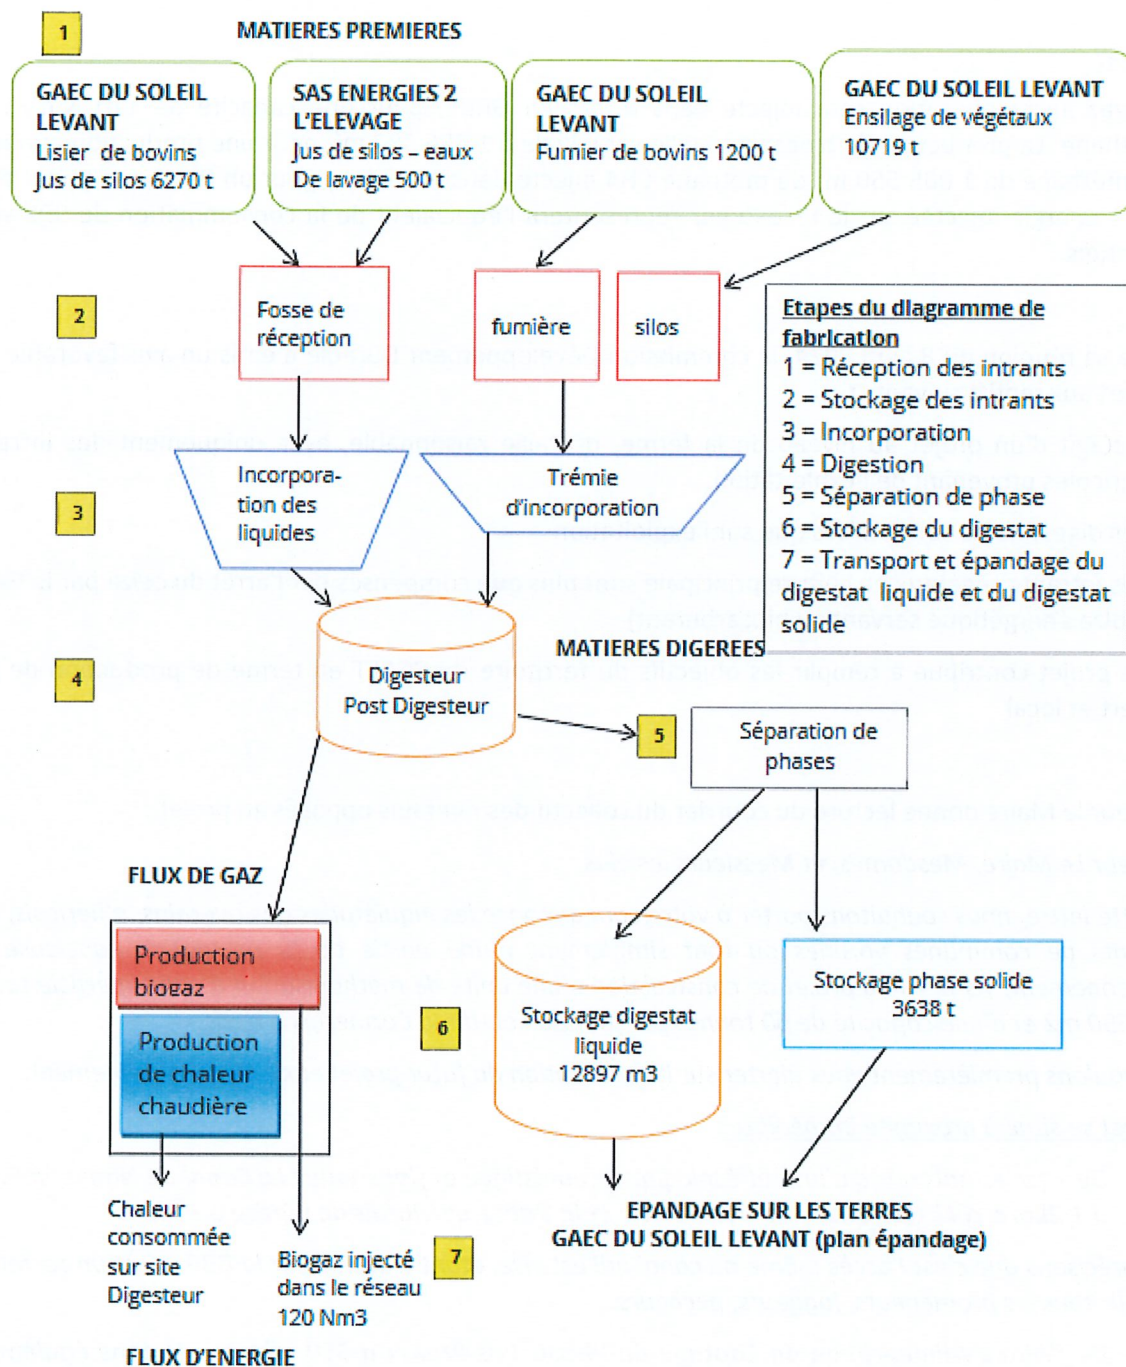 1
MATIERES PREMIERES
GAEC DU SOLEIL
LEVANT
Lisier de bovins
Jus de silos 6270 t
SAS ENERGIES 2
L'ELEVAGE
Jus de silos – eaux
De lavage 500 t
GAEC DU SOLEIL
LEVANT
Fumier de bovins 1200 t
GAEC DU SOLEIL LEVANT
Ensilage de végétaux
10719 t
2
Fosse de
réception
fumière
silos
Etapes du diagramme de
fabrication
1 = Réception des intrants
2 = Stockage des intrants
3 = Incorporation
4 = Digestion
5 = Séparation de phase
6 = Stockage du digestat
7 = Transport et épandage du
digestat liquide et du digestat
solide
3
Incorpora-
tion des
liquides
Trémie
d'incorporation
MATIERES DIGEREES
4
Digesteur
Post Digesteur
5
Séparation de
phases
FLUX DE GAZ
Production
biogaz
Production
de chaleur
chaudière
6
Stockage digestat
liquide
12897 m3
Stockage phase solide
3638 t
EPANDAGE SUR LES TERRES
GAEC DU SOLEIL LEVANT (plan épandage)
Chaleur
consommée
sur site
Digesteur
Biogaz injecté
dans le réseau
120 Nm3
7
FLUX D'ENERGIE